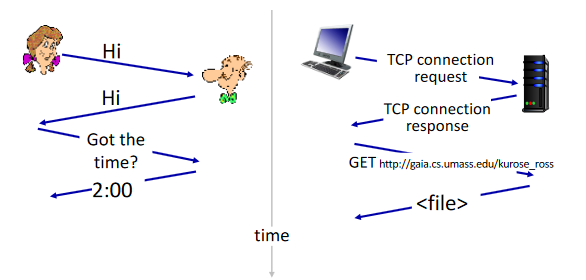 Hi
Hi
Got the
time?
2:00
TCP connection
request
TCP connection
response
GET http://gaia.cs.umass.edu/kurose_ross
<file>
time